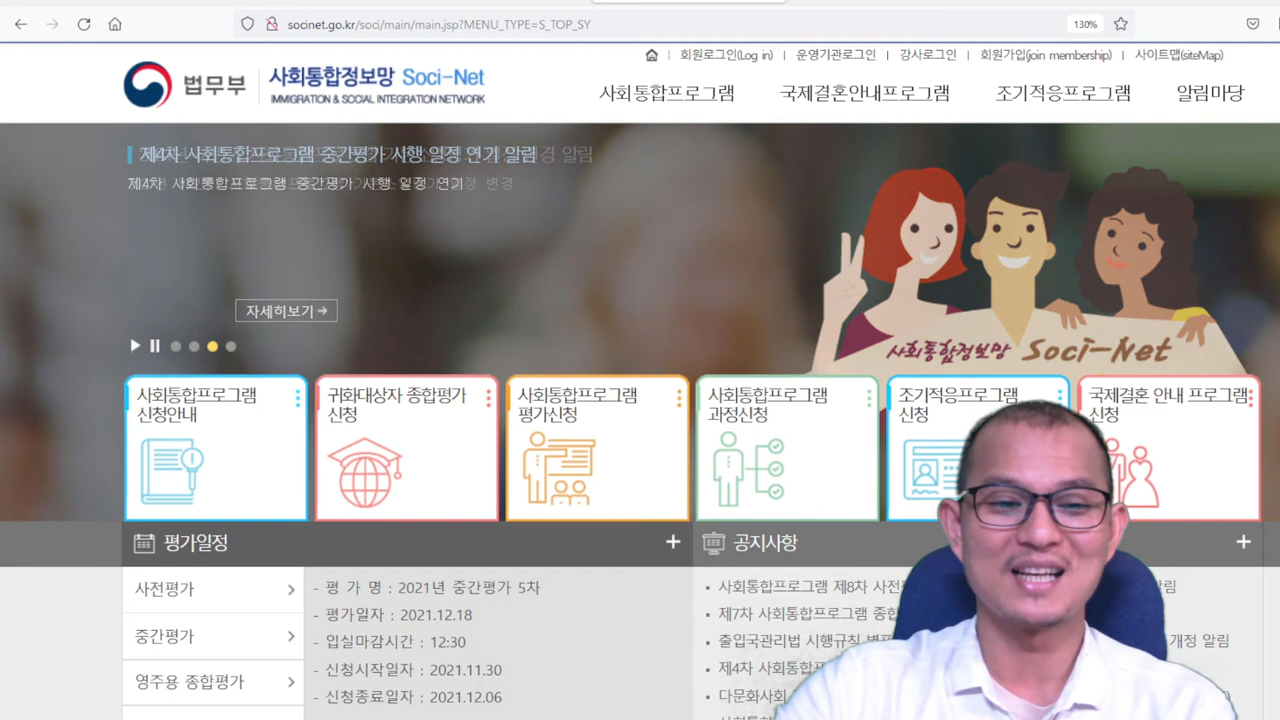 socinet.go.kr/soci/main/main.jsp?MENU_TYPE=S_TOP_SY
130%
회원로그인(Log in) | 운영기관로그인 | 강사로그인 | 회원가입(join membership) | 사이트맵(siteMap)
법무부
사회통합정보망 Soci-Net
IMMIGRATION & SOCIAL INTEGRATION NETWORK
사회통합프로그램 국제결혼안내프로그램 조기적응프로그램 알림마당
제4차 사회통합프로그램 중간평가 시행 일정 연기 알림
제4차 사회통합프로그램 중간평가 시행 일정 연기
자세히보기
사회통합정보망 Soci-Net
사회통합프로그램
신청안내
귀화대상자 종합평가
신청
사회통합프로그램
평가신청
사회통합프로그램
과정신청
조기적응프로그램
신청
국제결혼 안내 프로그램
신청
평가일정
사전평가
중간평가
영주용 종합평가
- 평 가 명 : 2021년 중간평가 5차
- 평가일자 : 2021.12.18
- 입실마감시간 : 12:30
- 신청시작일자 : 2021.11.30
- 신청종료일자 : 2021.12.06
공지사항
사회통합프로그램 제8차 알림
제7차 사회통합프로그램
출입국관리법 시행규칙 개정 알림
제4차 사회통합프
다문화사회